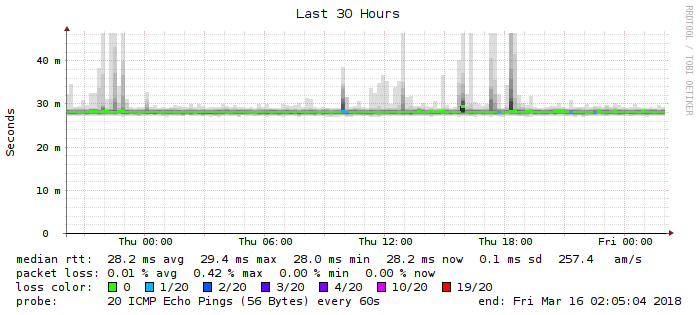 Last 30 Hours
RRDTOOL / TOBI OETIKER
Seconds
40 m
30 m
20 m
10 m
0
Thu 00:00 Thu 06:00 Thu 12:00 Thu 18:00 Fri 00:00
median rtt: 28.2 ms avg 29.4 ms max 28.0 ms min 28.2 ms now 0.1 ms sd 257.4 am/s
packet loss: 0.01 % avg 0.42 % max 0.00 % min 0.00 % now
loss color: 0 1/20 2/20 3/20 4/20 10/20 19/20
probe: 20 ICMP Echo Pings (56 Bytes) every 60s end: Fri Mar 16 02:05:04 2018